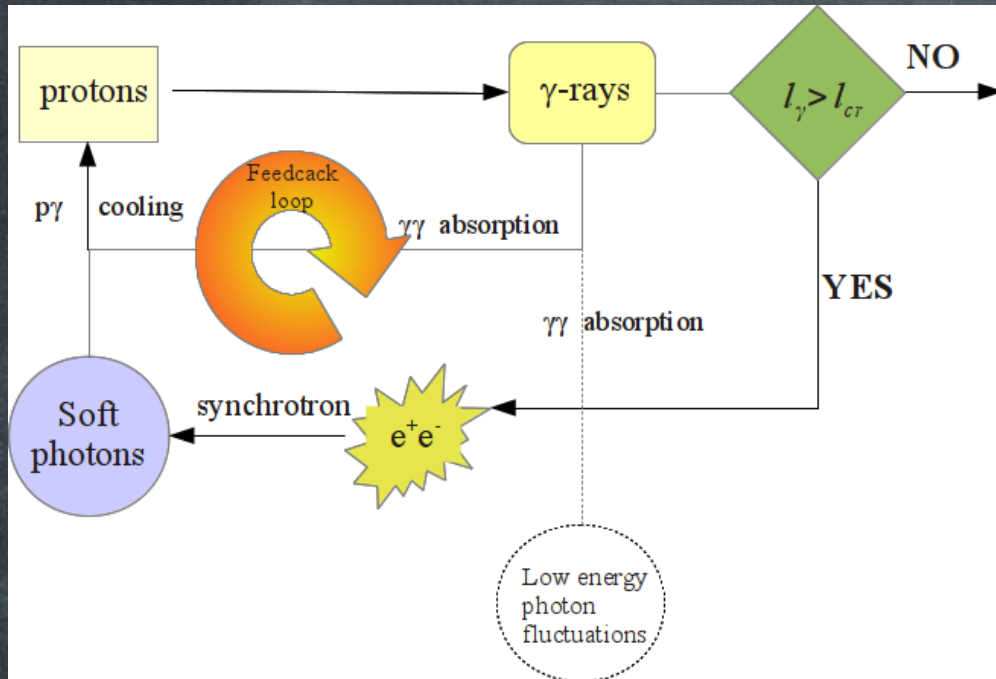 protons
γ-rays
l_γ > l_cr
NO
Feedcack
loop
pγ cooling
γγ absorption
YES
γγ absorption
synchrotron
e⁺e⁻
Soft
photons
Low energy
photon
fluctuations